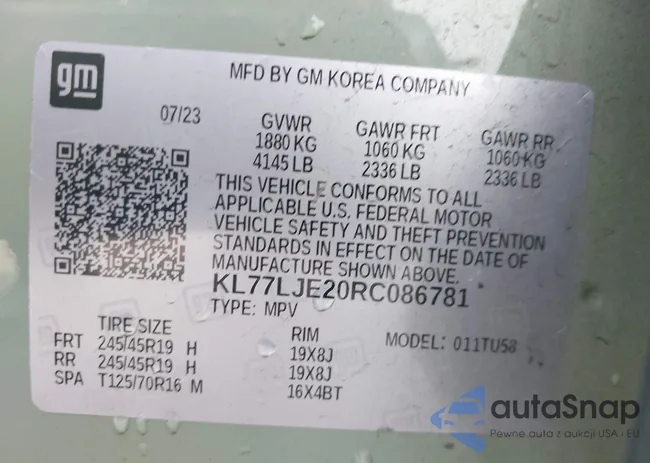 gm
MFD BY GM KOREA COMPANY
07/23
GVWR
1880 KG
4145 LB
GAWR FRT
1060 KG
2336 LB
GAWR RR
1060 KG
2336 LB
THIS VEHICLE CONFORMS TO ALL
APPLICABLE U.S. FEDERAL MOTOR
VEHICLE SAFETY AND THEFT PREVENTION
STANDARDS IN EFFECT ON THE DATE OF
MANUFACTURE SHOWN ABOVE.
KL77LJE20RC086781
TYPE: MPV
TIRE SIZE RIM MODEL: 011TU58
FRT 245/45R19 H 19X8J
RR 245/45R19 H 19X8J
SPA T125/70R16 M 16X4BT
autaSnap
Pewne auta z aukcji USA i EU